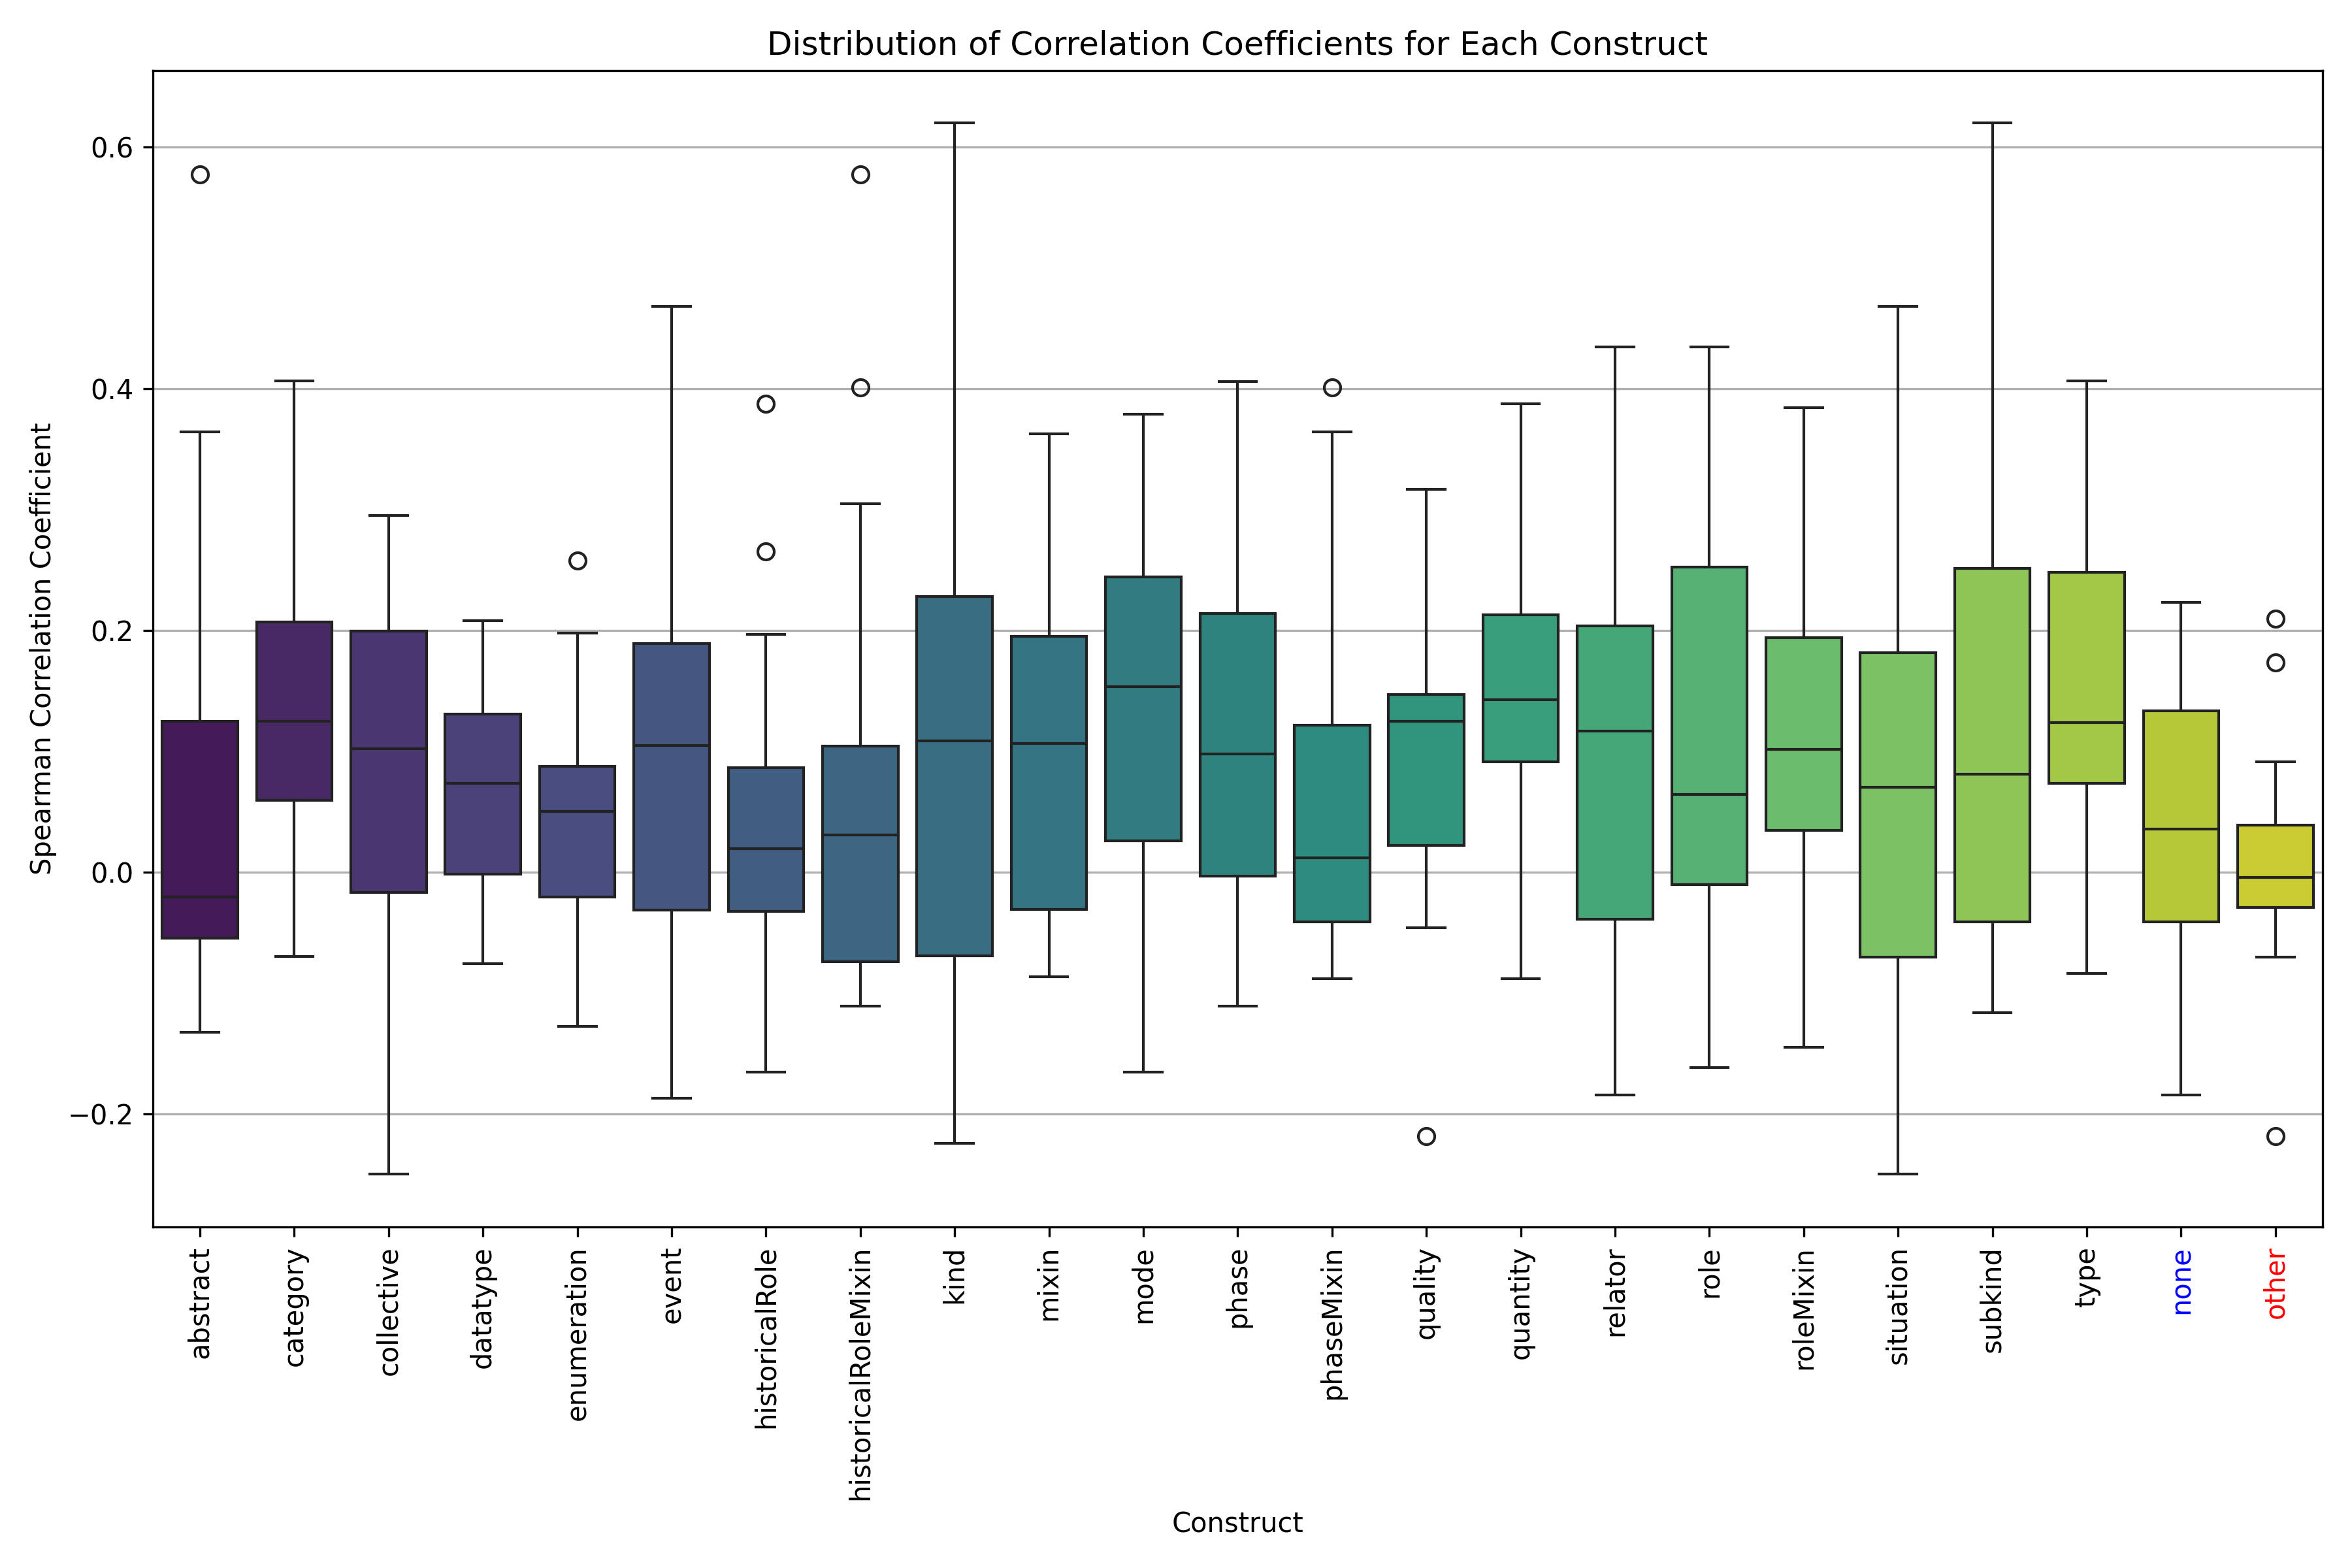 Distribution of Correlation Coefficients for Each Construct
Spearman Correlation Coefficient
0.6
0.4
0.2
0.0
−0.2
abstract
category
collective
datatype
enumeration
event
historicalRole
historicalRoleMixin
kind
mixin
mode
phase
phaseMixin
quality
quantity
relator
role
roleMixin
situation
subkind
type
none
other
Construct